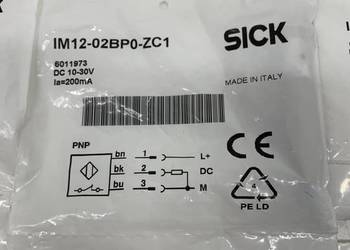 IM12-02BP0-ZC1
SICK
6011973
DC 10-30V
Ia=200mA
MADE IN ITALY
PNP
bn 1 L+
bk 2 DC
bu 3 M
4
PE LD